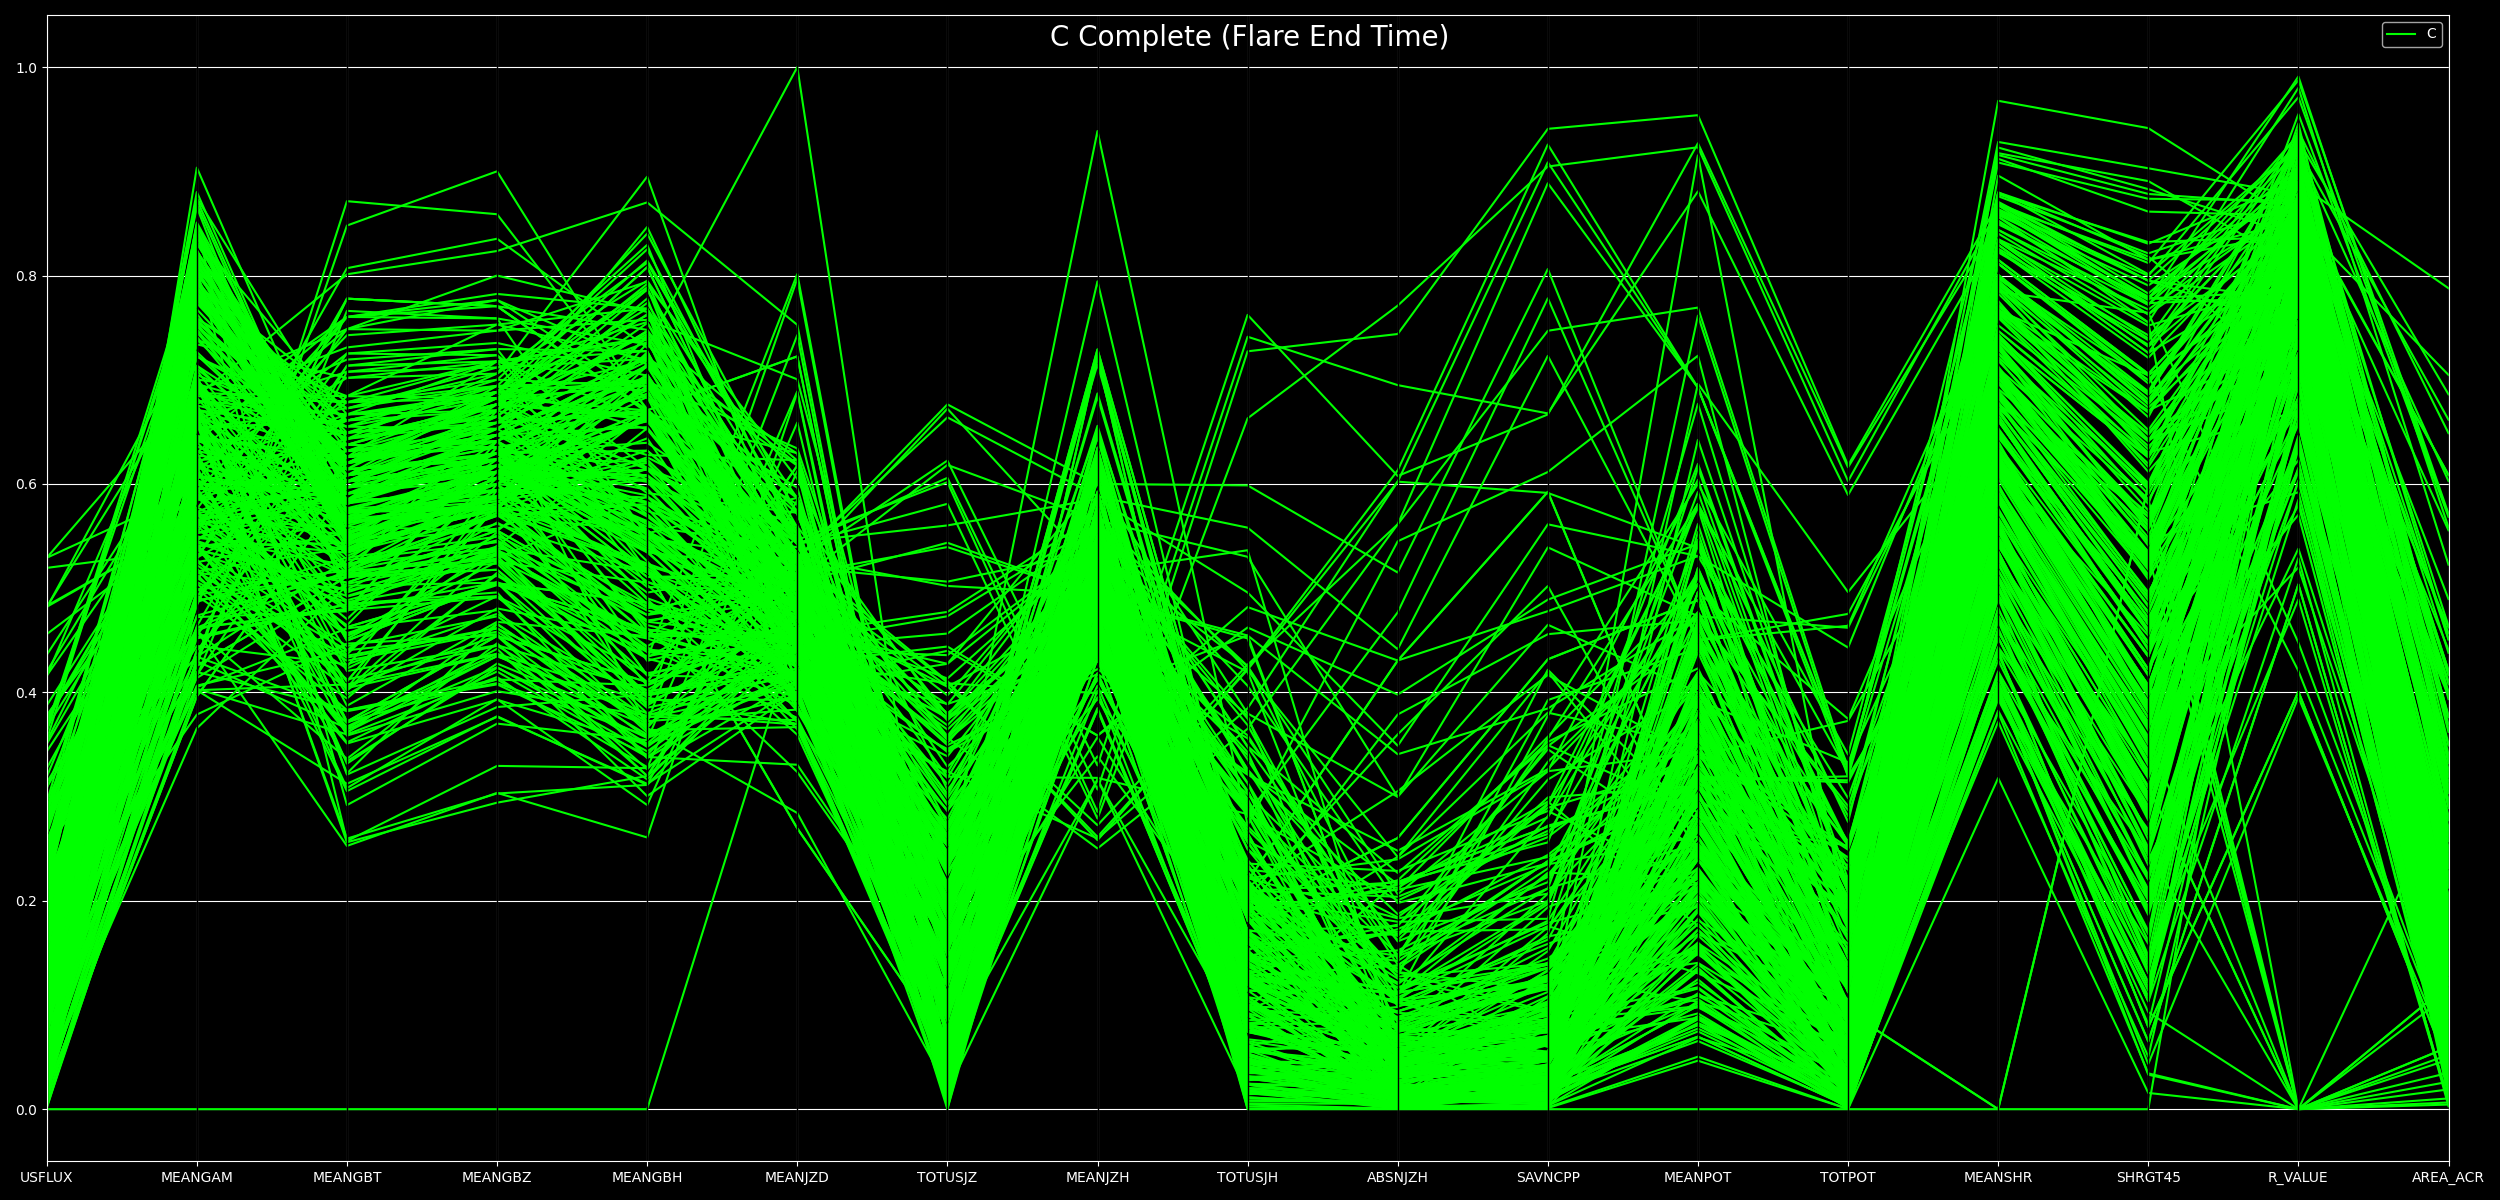 C Complete (Flare End Time)
C
1.0
0.8
0.6
0.4
0.2
0.0
USFLUX MEANGAM MEANGBT MEANGBZ MEANGBH MEANJZD TOTUSJZ MEANJZH TOTUSJH ABSNJZH SAVNCPP MEANPOT TOTPOT MEANSHR SHRGT45 R_VALUE AREA_ACR